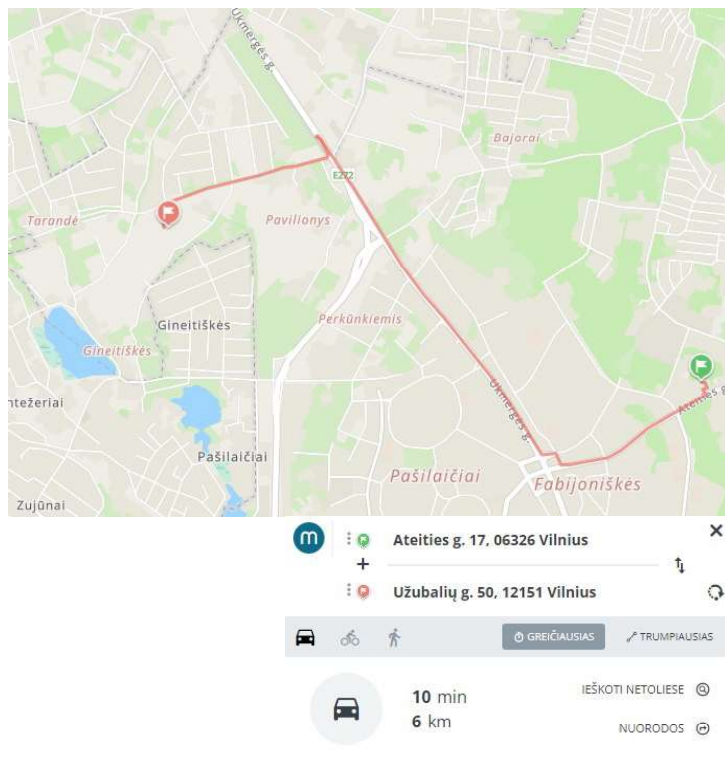 Ukmergės g.
Bajorai
E272
Tarandė
Pavilionys
Gineitiškės
Perkūnkiemis
Gineitiškės
Ukmergės g.
Ateities g.
ntežeriai
Pašilaičiai
Pašilaičiai
Fabijoniškės
Zujūnai
m
Ateities g. 17, 06326 Vilnius
Užubalių g. 50, 12151 Vilnius
GREIČIAUSIAS
TRUMPIAUSIAS
10 min
IEŠKOTI NETOLIESE
6 km
NUORODOS